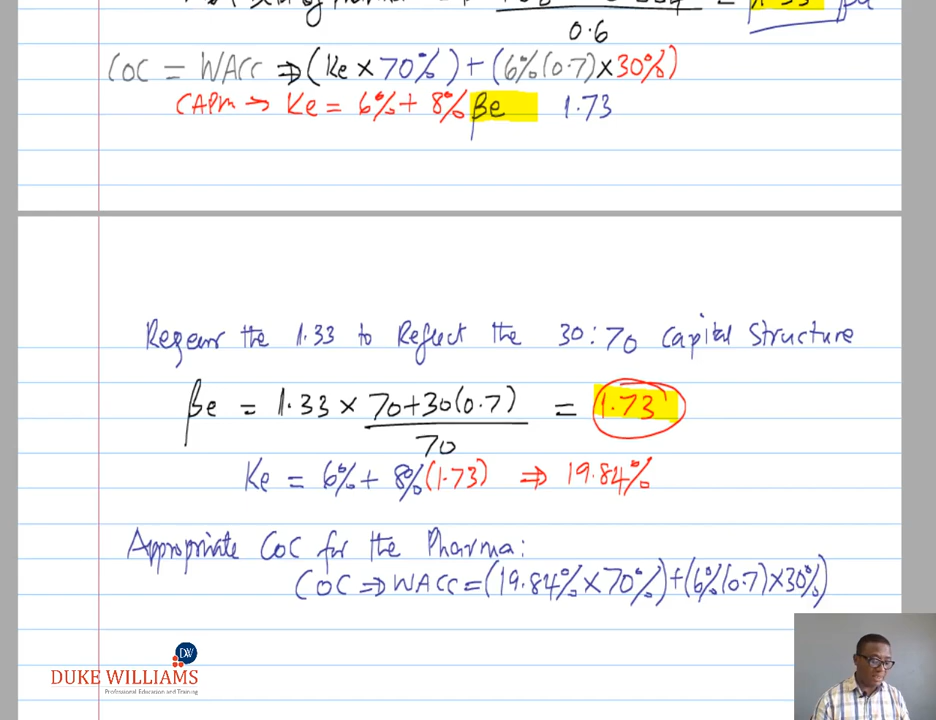 0.6
COC = WACC ⇒ (Ke × 70%) + (6%(0.7) × 30%)
CAPM → Ke = 6% + 8% βe 1.73
Regear the 1.33 to Reflect the 30:70 Capital Structure
βe = 1.33 × 70+30(0.7) = 1.73
70
Ke = 6% + 8%(1.73) ⇒ 19.84%
Appropriate COC for the Pharma:
COC ⇒ WACC = (19.84% × 70%) + (6%(0.7) × 30%)
DW
DUKE WILLIAMS
Professional Education and Training